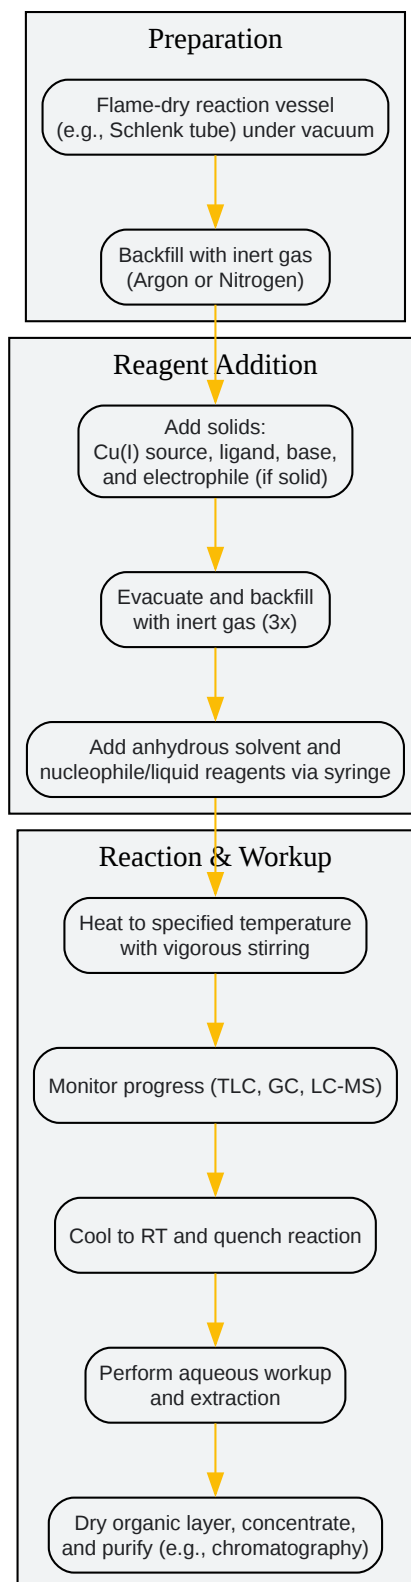 Preparation
Flame-dry reaction vessel
(e.g., Schlenk tube) under vacuum
Backfill with inert gas
(Argon or Nitrogen)
Reagent Addition
Add solids:
Cu(I) source, ligand, base,
and electrophile (if solid)
Evacuate and backfill
with inert gas (3x)
Add anhydrous solvent and
nucleophile/liquid reagents via syringe
Reaction & Workup
Heat to specified temperature
with vigorous stirring
Monitor progress (TLC, GC, LC-MS)
Cool to RT and quench reaction
Perform aqueous workup
and extraction
Dry organic layer, concentrate,
and purify (e.g., chromatography)